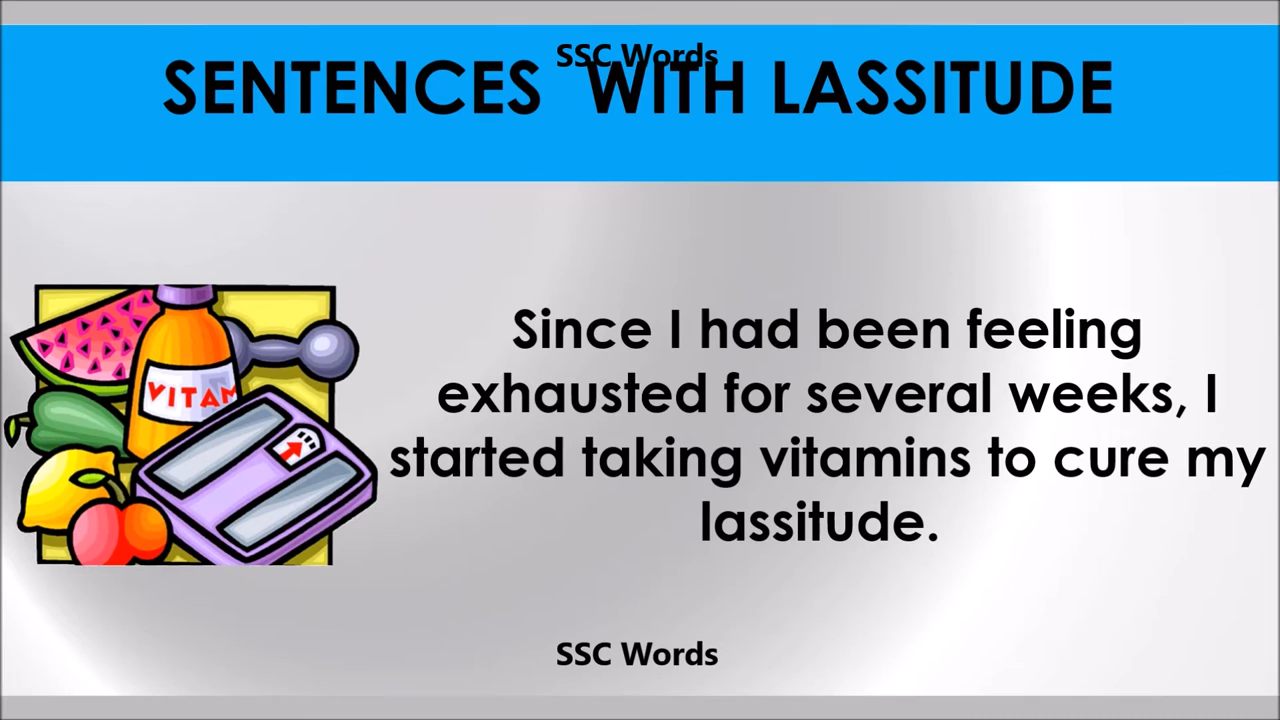 SSC Words
SENTENCES WITH LASSITUDE
VITAM
Since I had been feeling
exhausted for several weeks, I
started taking vitamins to cure my
lassitude.
SSC Words